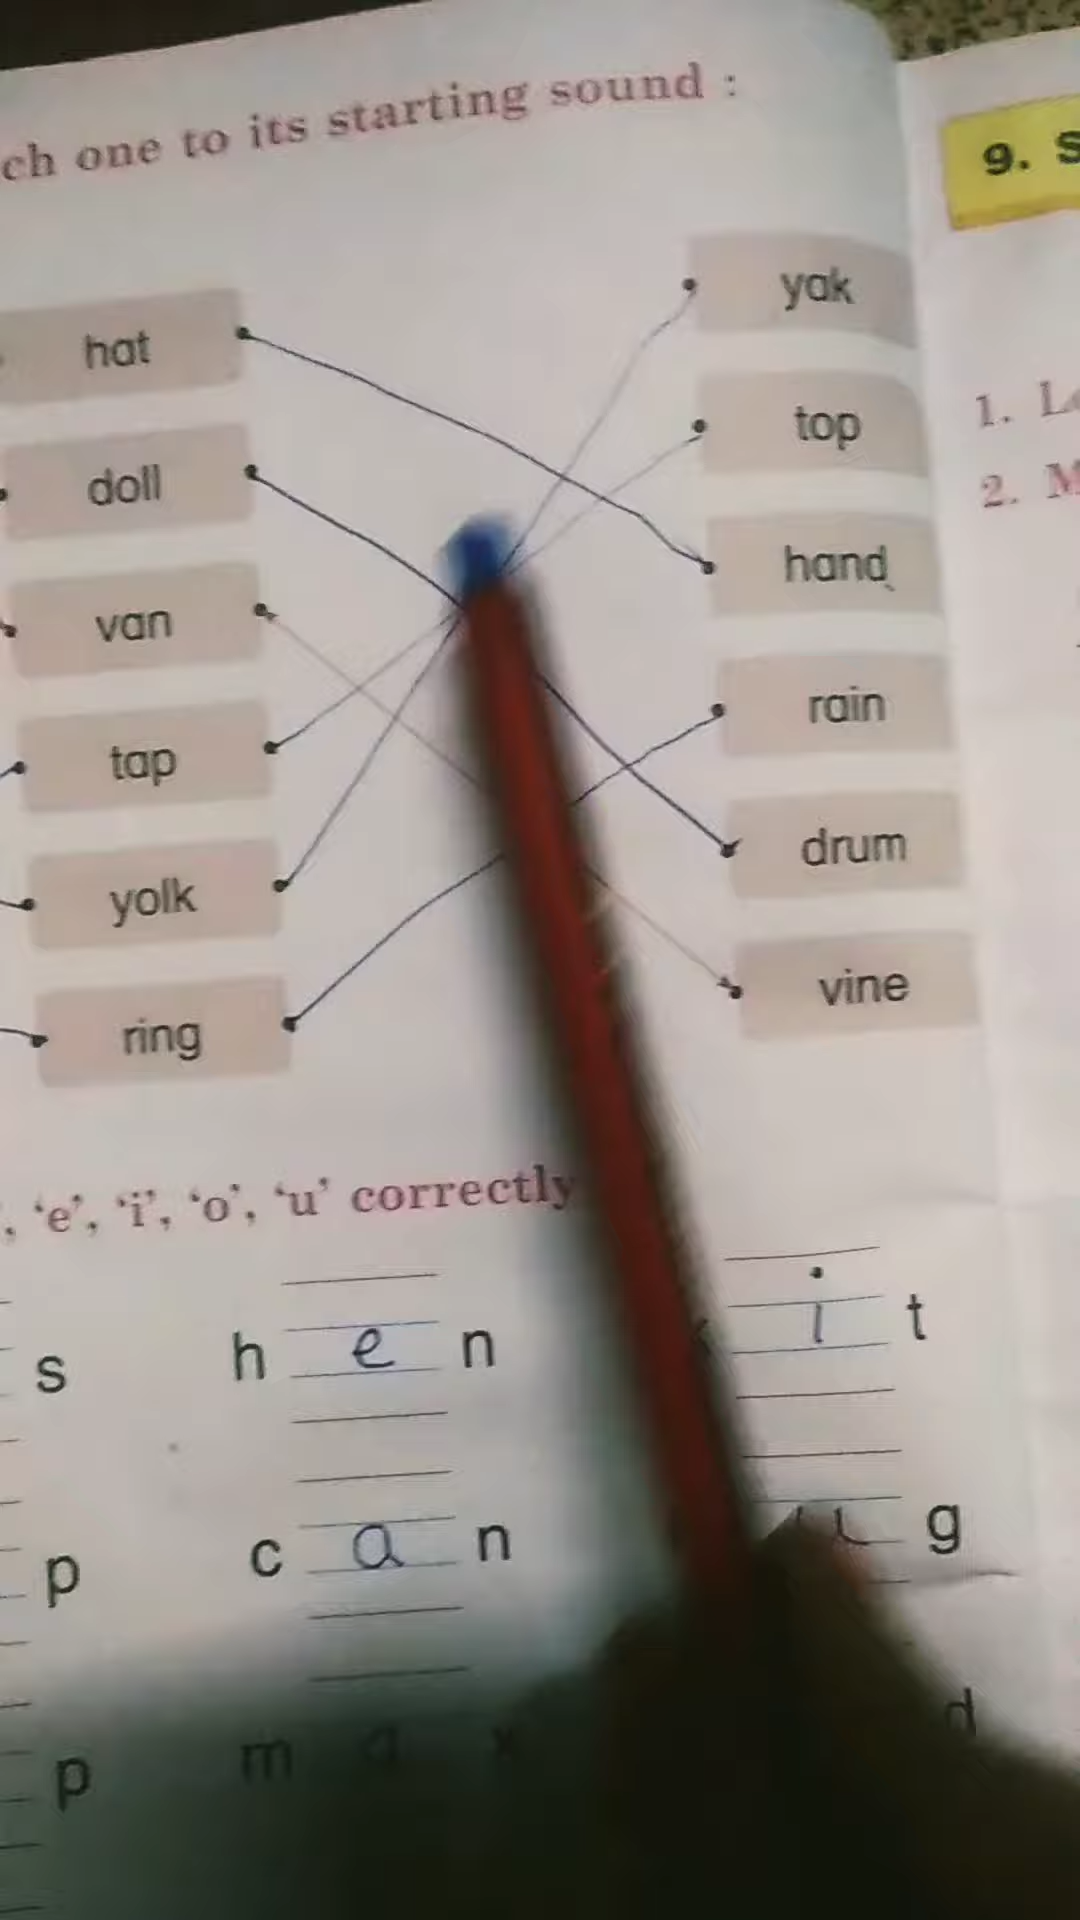 ch one to its starting sound :
9. S
hat
yak
doll
top
van
hand
tap
rain
yolk
drum
ring
vine
1. L
2. M
, 'e', 'i', 'o', 'u' correctly
s h e n i t
p c a n u g
p m a x d